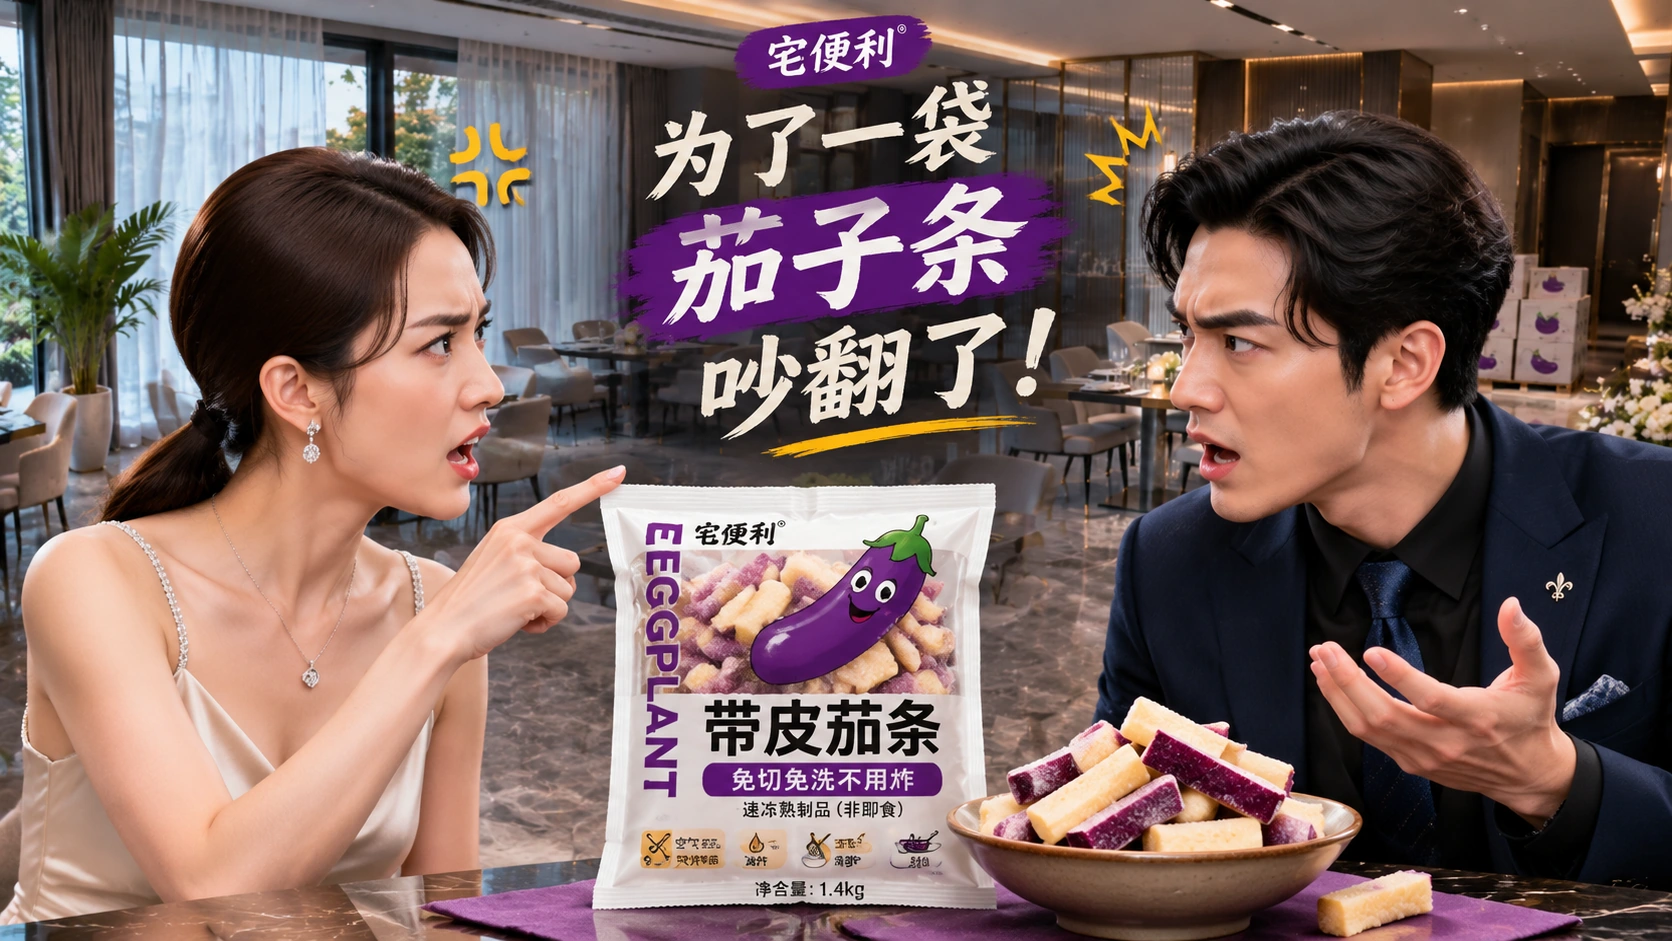 宅便利®
为了一袋
茄子条
吵翻了!
宅便利®
EEGGPLANT
带皮茄条
免切免洗不用炸
速冻熟制品(非即食)
净含量:1.4kg